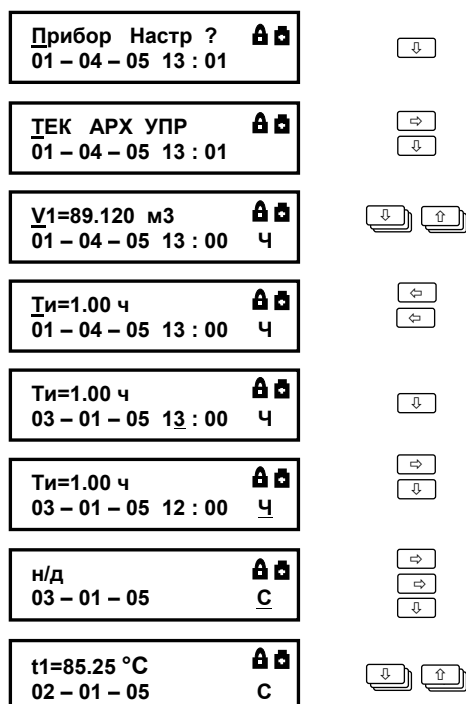 Прибор Настр ?
01 – 04 – 05 13 : 01
ТЕК АРХ УПР
01 – 04 – 05 13 : 01
V1=89.120 м3
01 – 04 – 05 13 : 00 Ч
Ти=1.00 ч
01 – 04 – 05 13 : 00 Ч
Ти=1.00 ч
03 – 01 – 05 13 : 00 Ч
Ти=1.00 ч
03 – 01 – 05 12 : 00 Ч
н/д
03 – 01 – 05 С
t1=85.25 °C
02 – 01 – 05 С